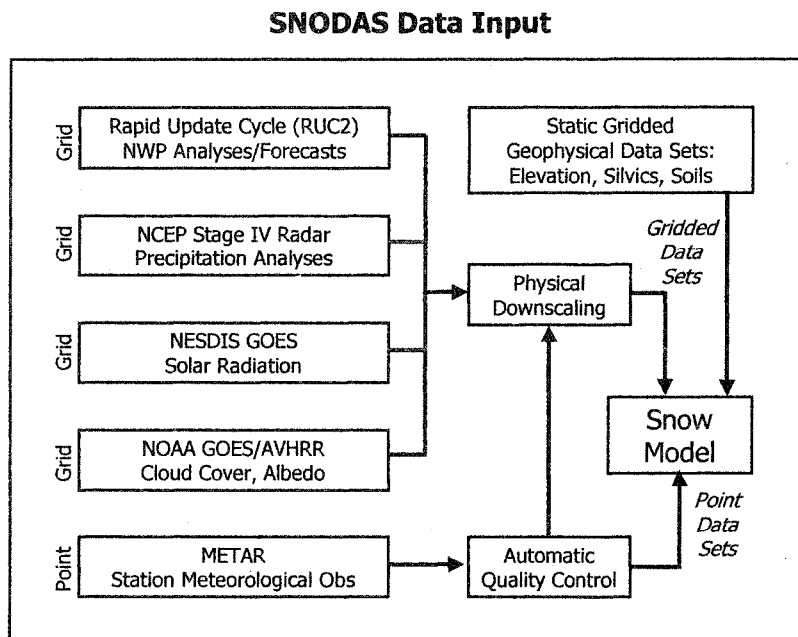 SNODAS Data Input
Grid
Rapid Update Cycle (RUC2)
NWP Analyses/Forecasts
Static Gridded
Geophysical Data Sets:
Elevation, Silvics, Soils
Grid
NCEP Stage IV Radar
Precipitation Analyses
Gridded
Data
Sets
Physical
Downscaling
Grid
NESDIS GOES
Solar Radiation
Grid
NOAA GOES/AVHRR
Cloud Cover, Albedo
Snow
Model
Point
METAR
Station Meteorological Obs
Automatic
Quality Control
Point
Data
Sets